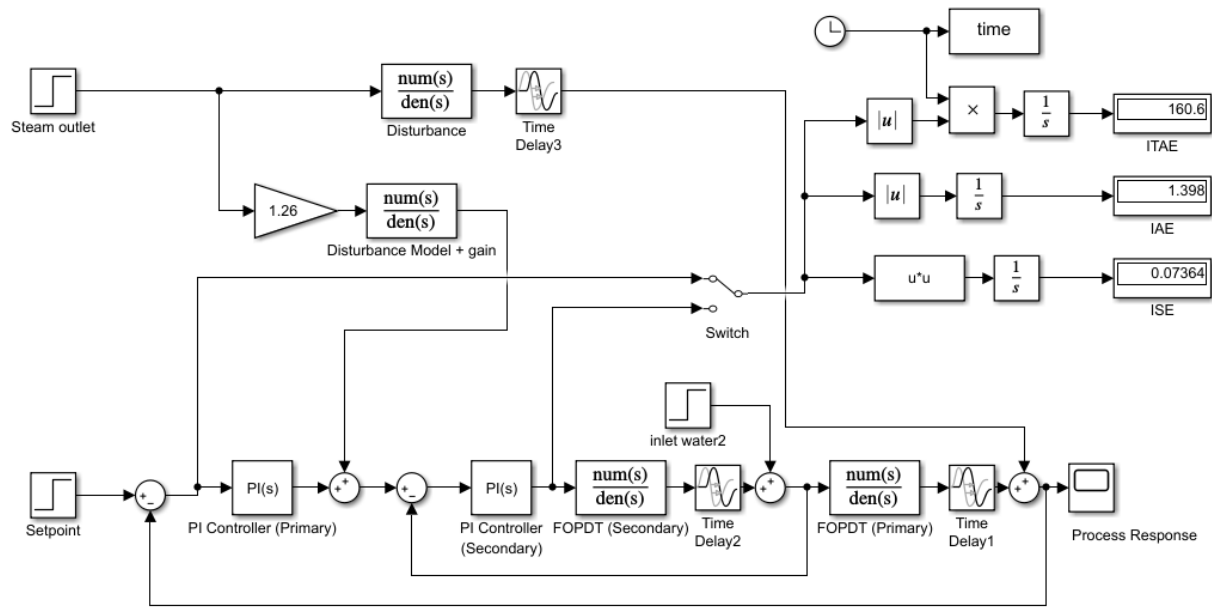 time
Steam outlet
num(s)
den(s)
Disturbance
Time
Delay3
|u|
×
1
s
160.6
ITAE
1.26
num(s)
den(s)
Disturbance Model + gain
|u|
1
s
1.398
IAE
u*u
1
s
0.07364
ISE
Switch
inlet water2
Setpoint
+
−
PI(s)
PI Controller (Primary)
+
+
+
−
PI(s)
PI Controller
(Secondary)
num(s)
den(s)
FOPDT (Secondary)
Time
Delay2
+
+
num(s)
den(s)
FOPDT (Primary)
Time
Delay1
+
+
Process Response